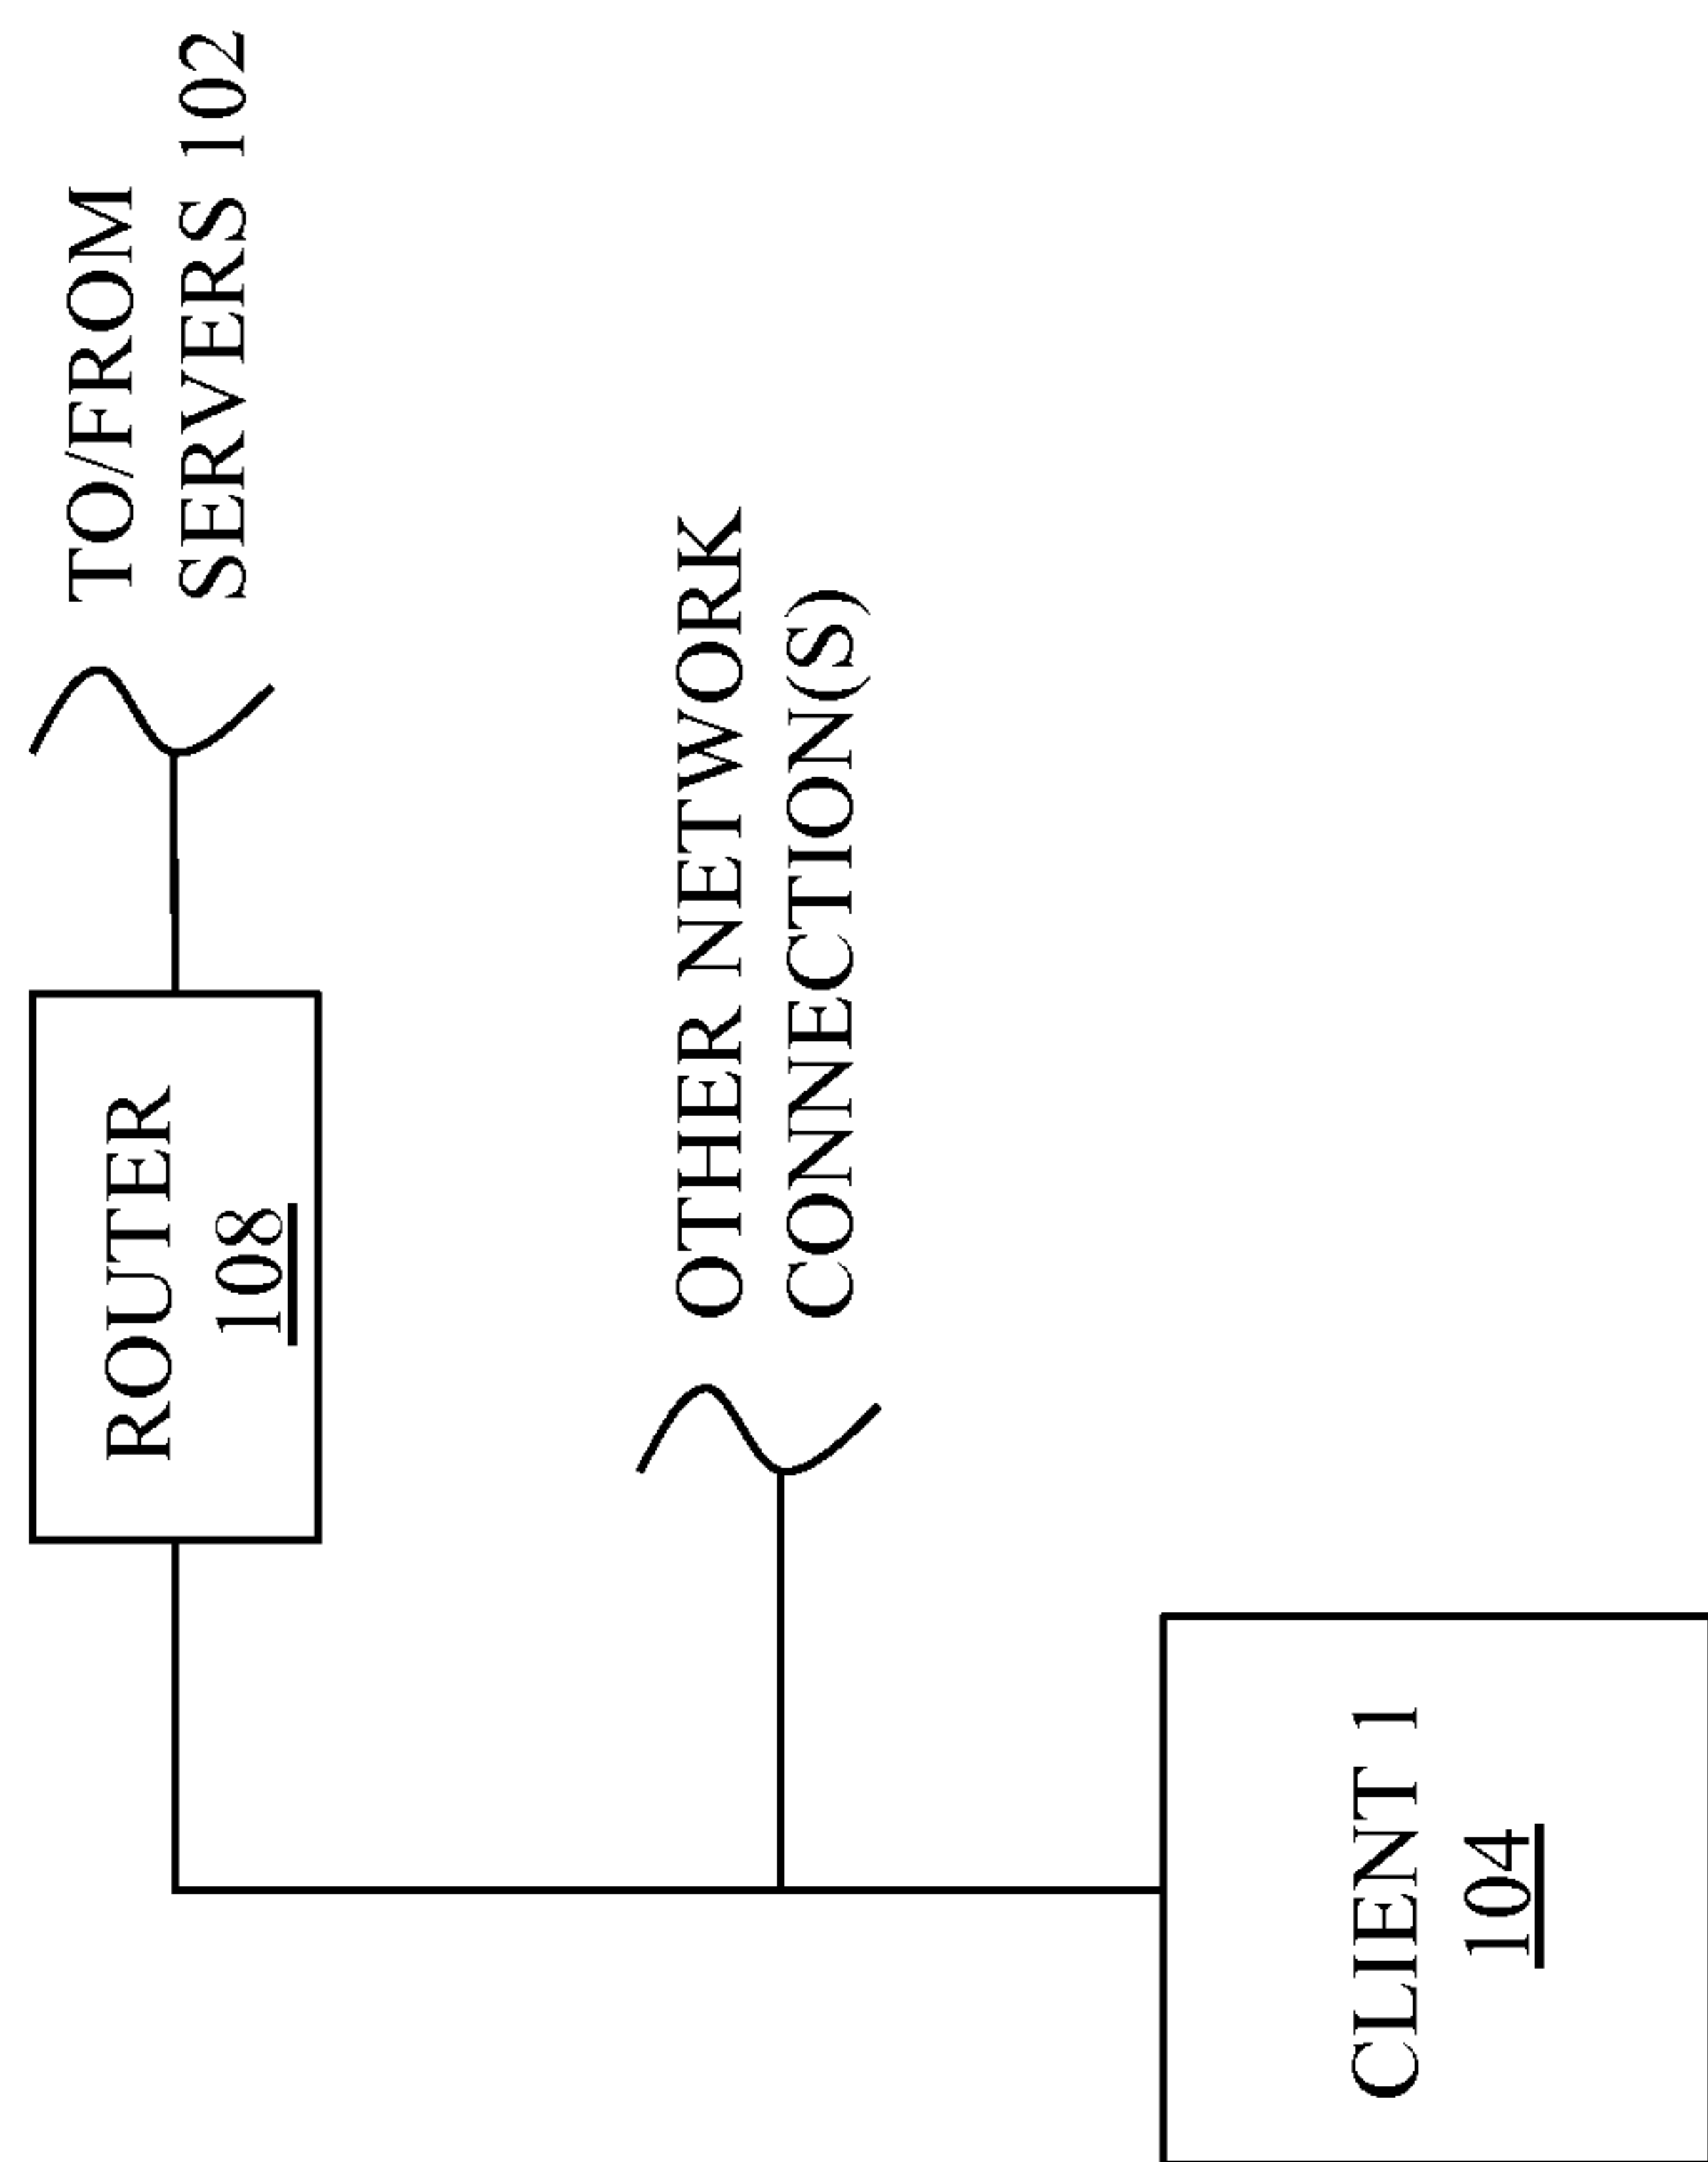 TO/FROM
SERVERS 102
ROUTER
108
OTHER NETWORK
CONNECTION(S)
CLIENT 1
104